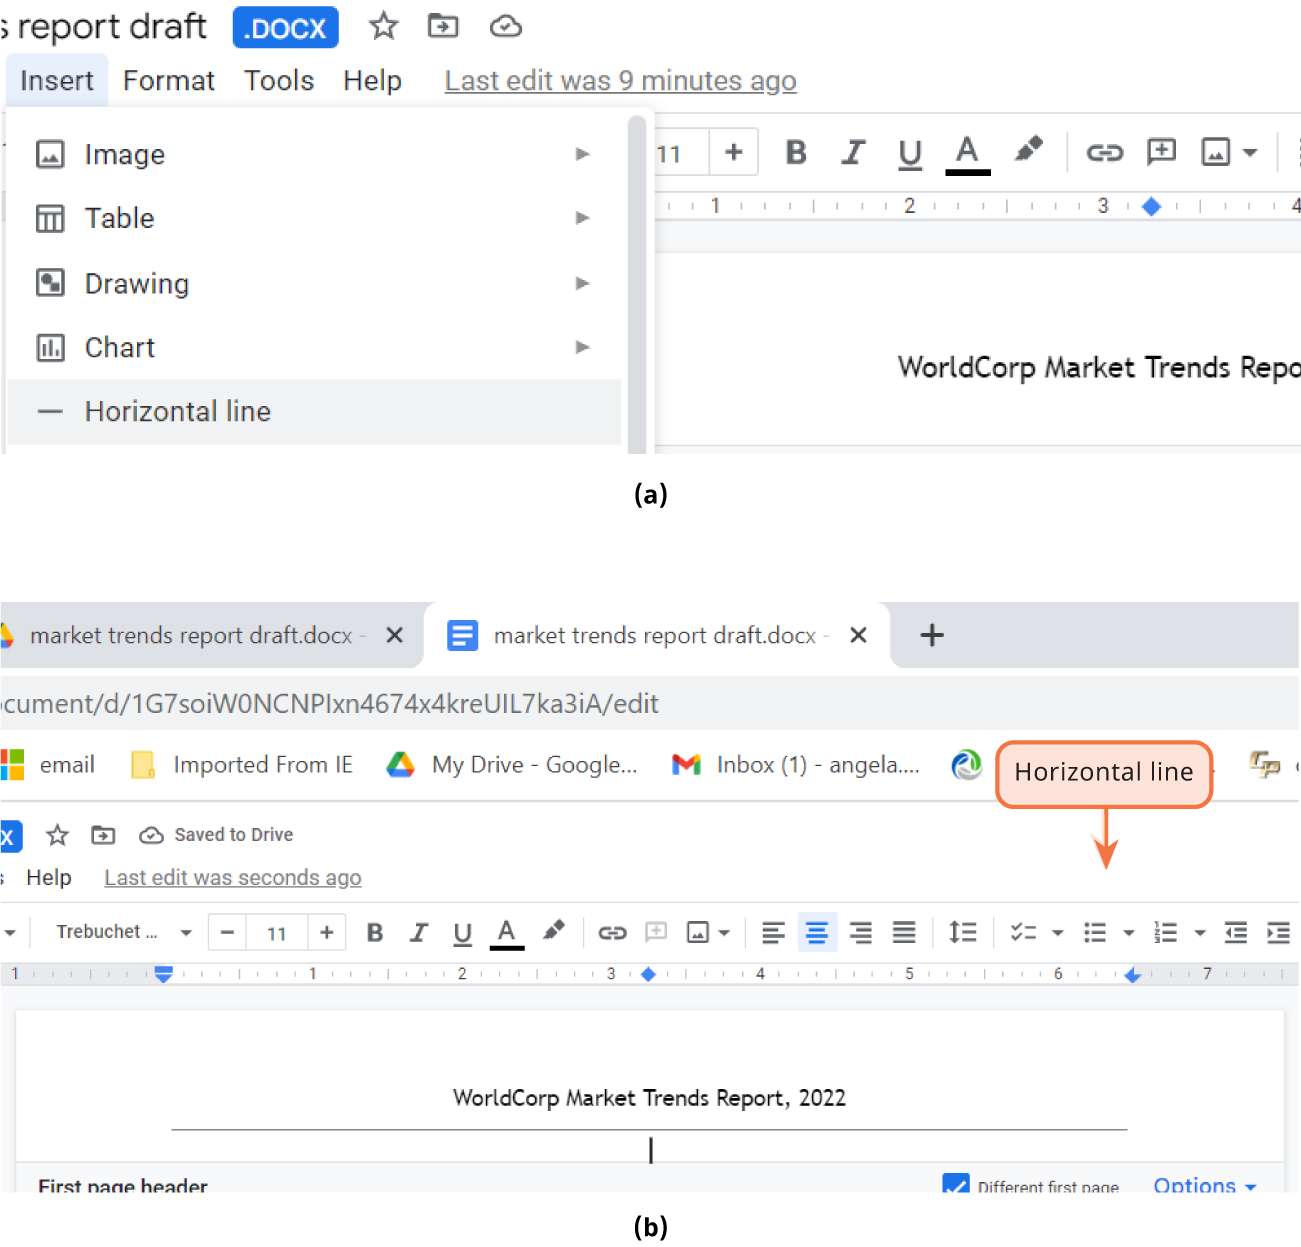 s report draft .DOCX
Insert Format Tools Help Last edit was 9 minutes ago
Image
11 + B I U A
Table
1 2 3 4
Drawing
Chart
WorldCorp Market Trends Repo
Horizontal line
(a)
market trends report draft.docx - market trends report draft.docx - +
cument/d/1G7soiW0NCNPIxn4674x4kreUIL7ka3iA/edit
email Imported From IE My Drive - Google... Inbox (1) - angela....
Horizontal line
X Saved to Drive
s Help Last edit was seconds ago
Trebuchet ... − 11 + B I U A
1 1 2 3 4 5 6 7
WorldCorp Market Trends Report, 2022
First page header Different first page Options
(b)